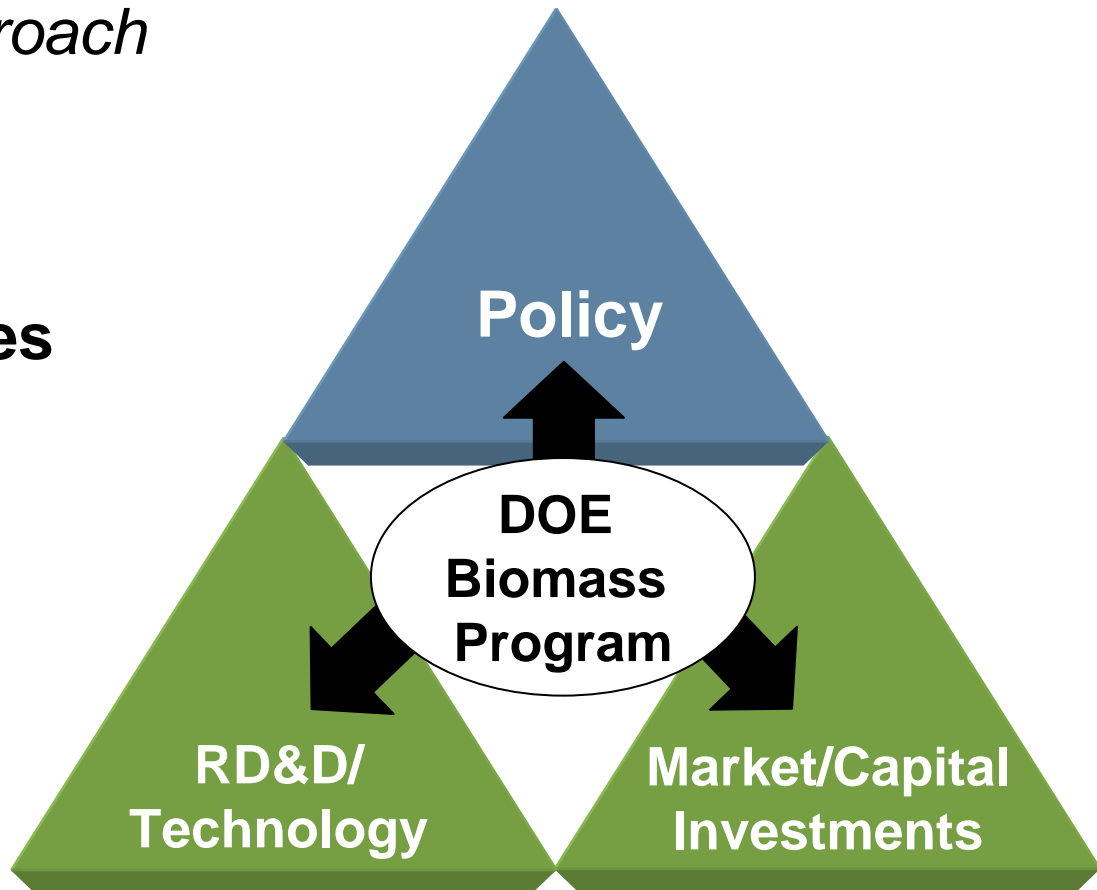 roach
es
Policy
DOE
Biomass
Program
RD&D/
Technology
Market/Capital
Investments